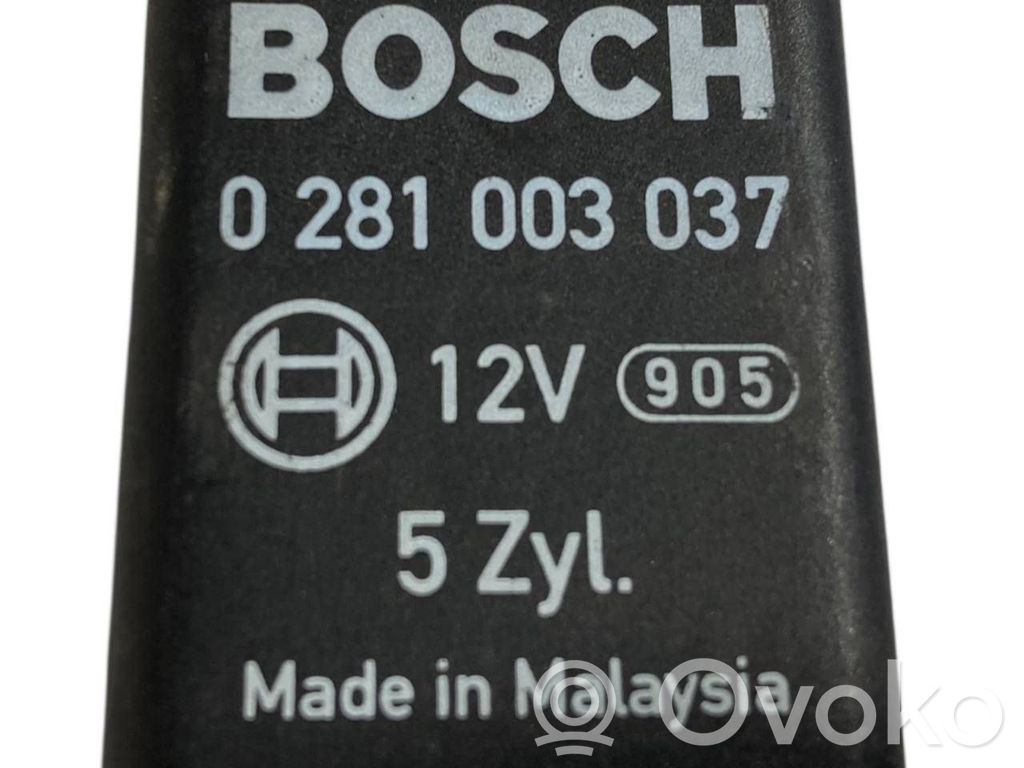 BOSCH
0 281 003 037
12V 905
5 Zyl.
Made in Malaysia
Ovoko